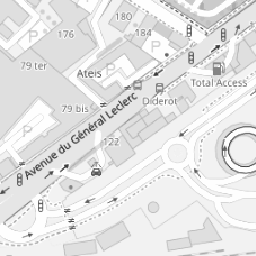 180
176
184
P
P
79 ter
Ateis
Total Access
79 bis
Diderot
P
122
Avenue du Général Leclerc